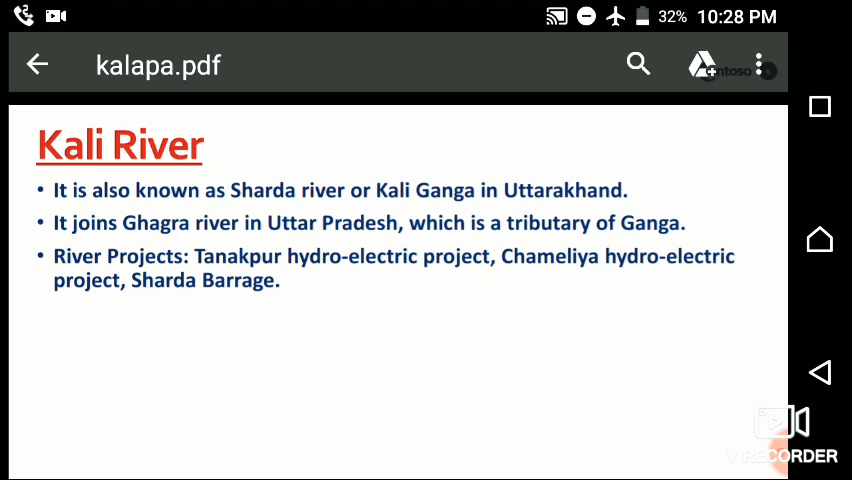 32% 10:28 PM
kalapa.pdf
Kali River
• It is also known as Sharda river or Kali Ganga in Uttarakhand.
• It joins Ghagra river in Uttar Pradesh, which is a tributary of Ganga.
• River Projects: Tanakpur hydro-electric project, Chameliya hydro-electric
project, Sharda Barrage.
V RECORDER